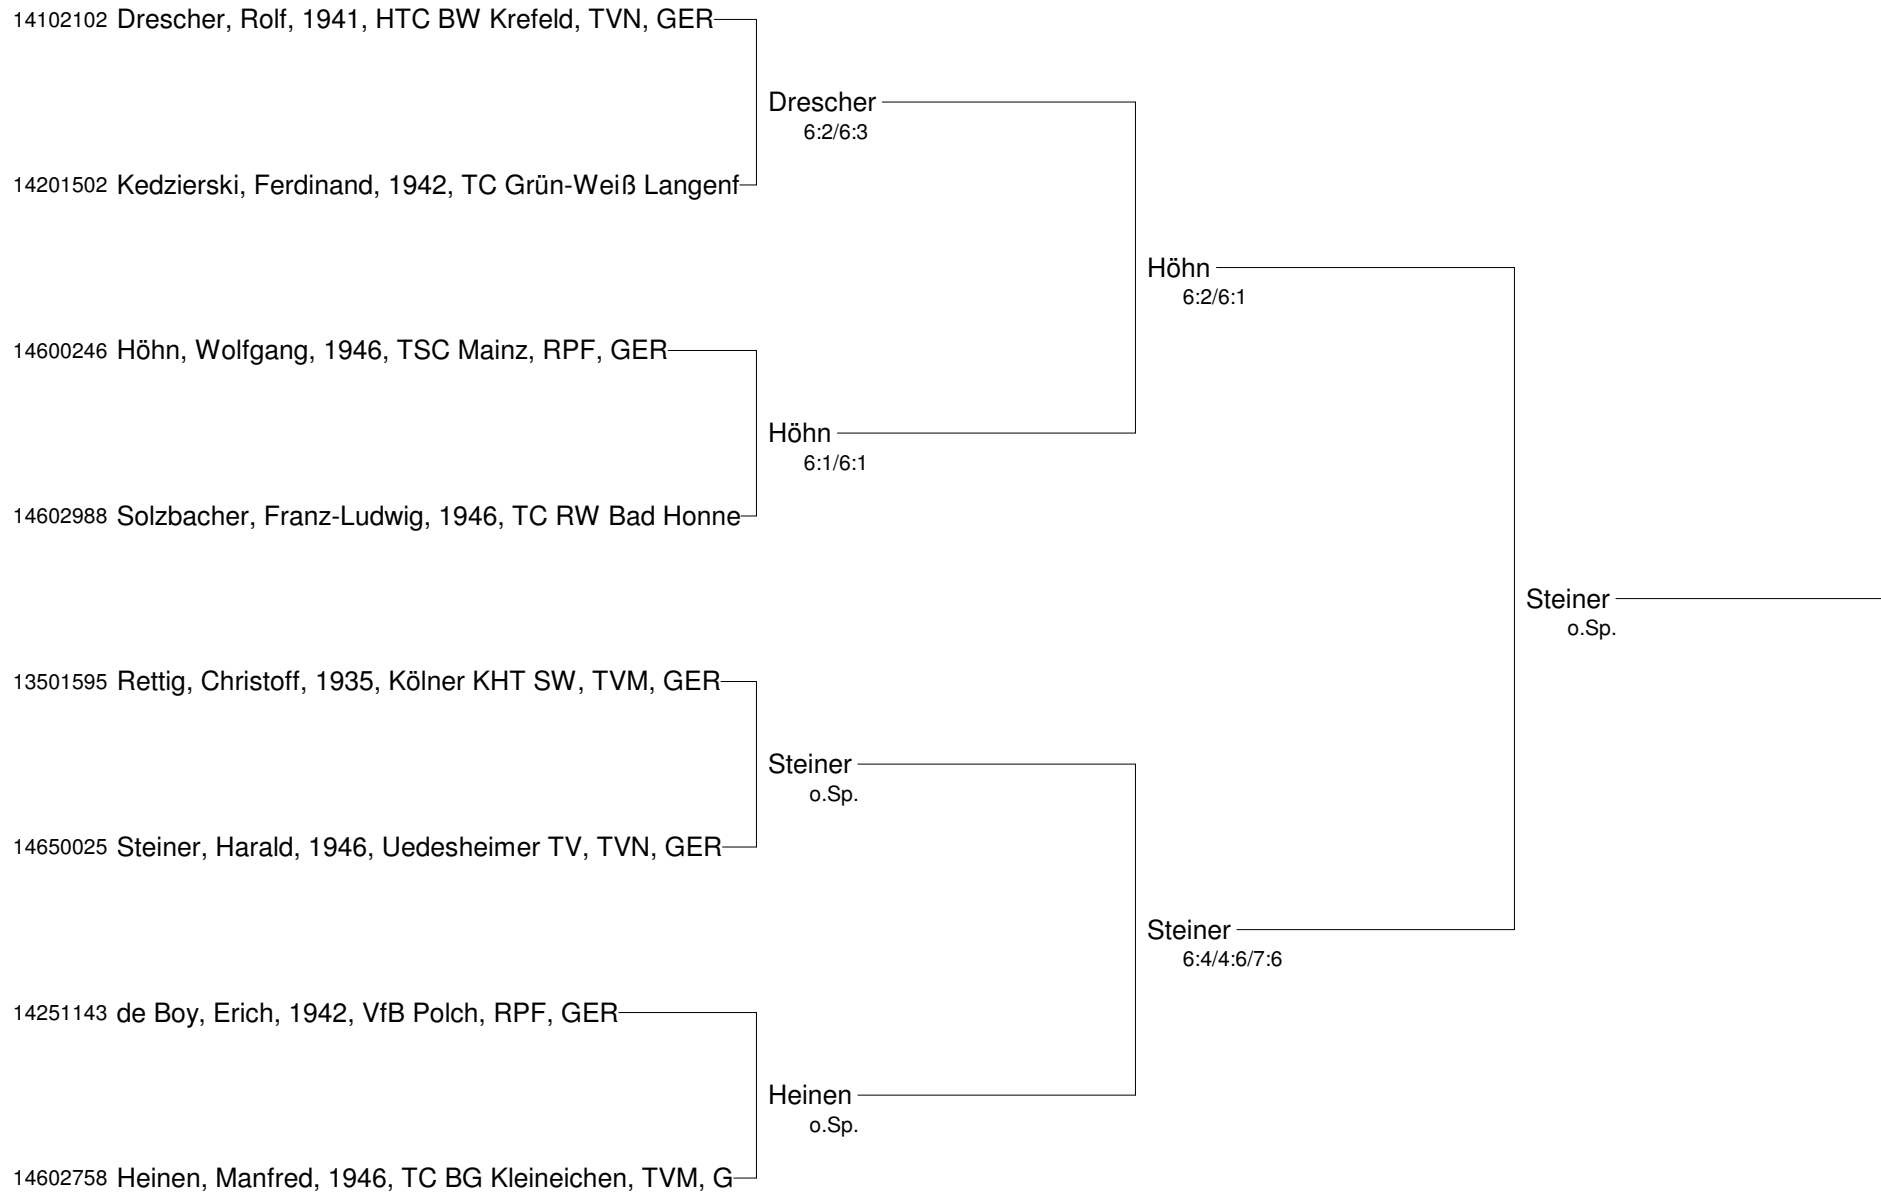 14102102 Drescher, Rolf, 1941, HTC BW Krefeld, TVN, GER
Drescher
6:2/6:3
14201502 Kedzierski, Ferdinand, 1942, TC Grün-Weiß Langenf
Höhn
6:2/6:1
14600246 Höhn, Wolfgang, 1946, TSC Mainz, RPF, GER
Höhn
6:1/6:1
14602988 Solzbacher, Franz-Ludwig, 1946, TC RW Bad Honne
Steiner
o.Sp.
13501595 Rettig, Christoff, 1935, Kölner KHT SW, TVM, GER
Steiner
o.Sp.
14650025 Steiner, Harald, 1946, Uedesheimer TV, TVN, GER
Steiner
6:4/4:6/7:6
14251143 de Boy, Erich, 1942, VfB Polch, RPF, GER
Heinen
o.Sp.
14602758 Heinen, Manfred, 1946, TC BG Kleineichen, TVM, G